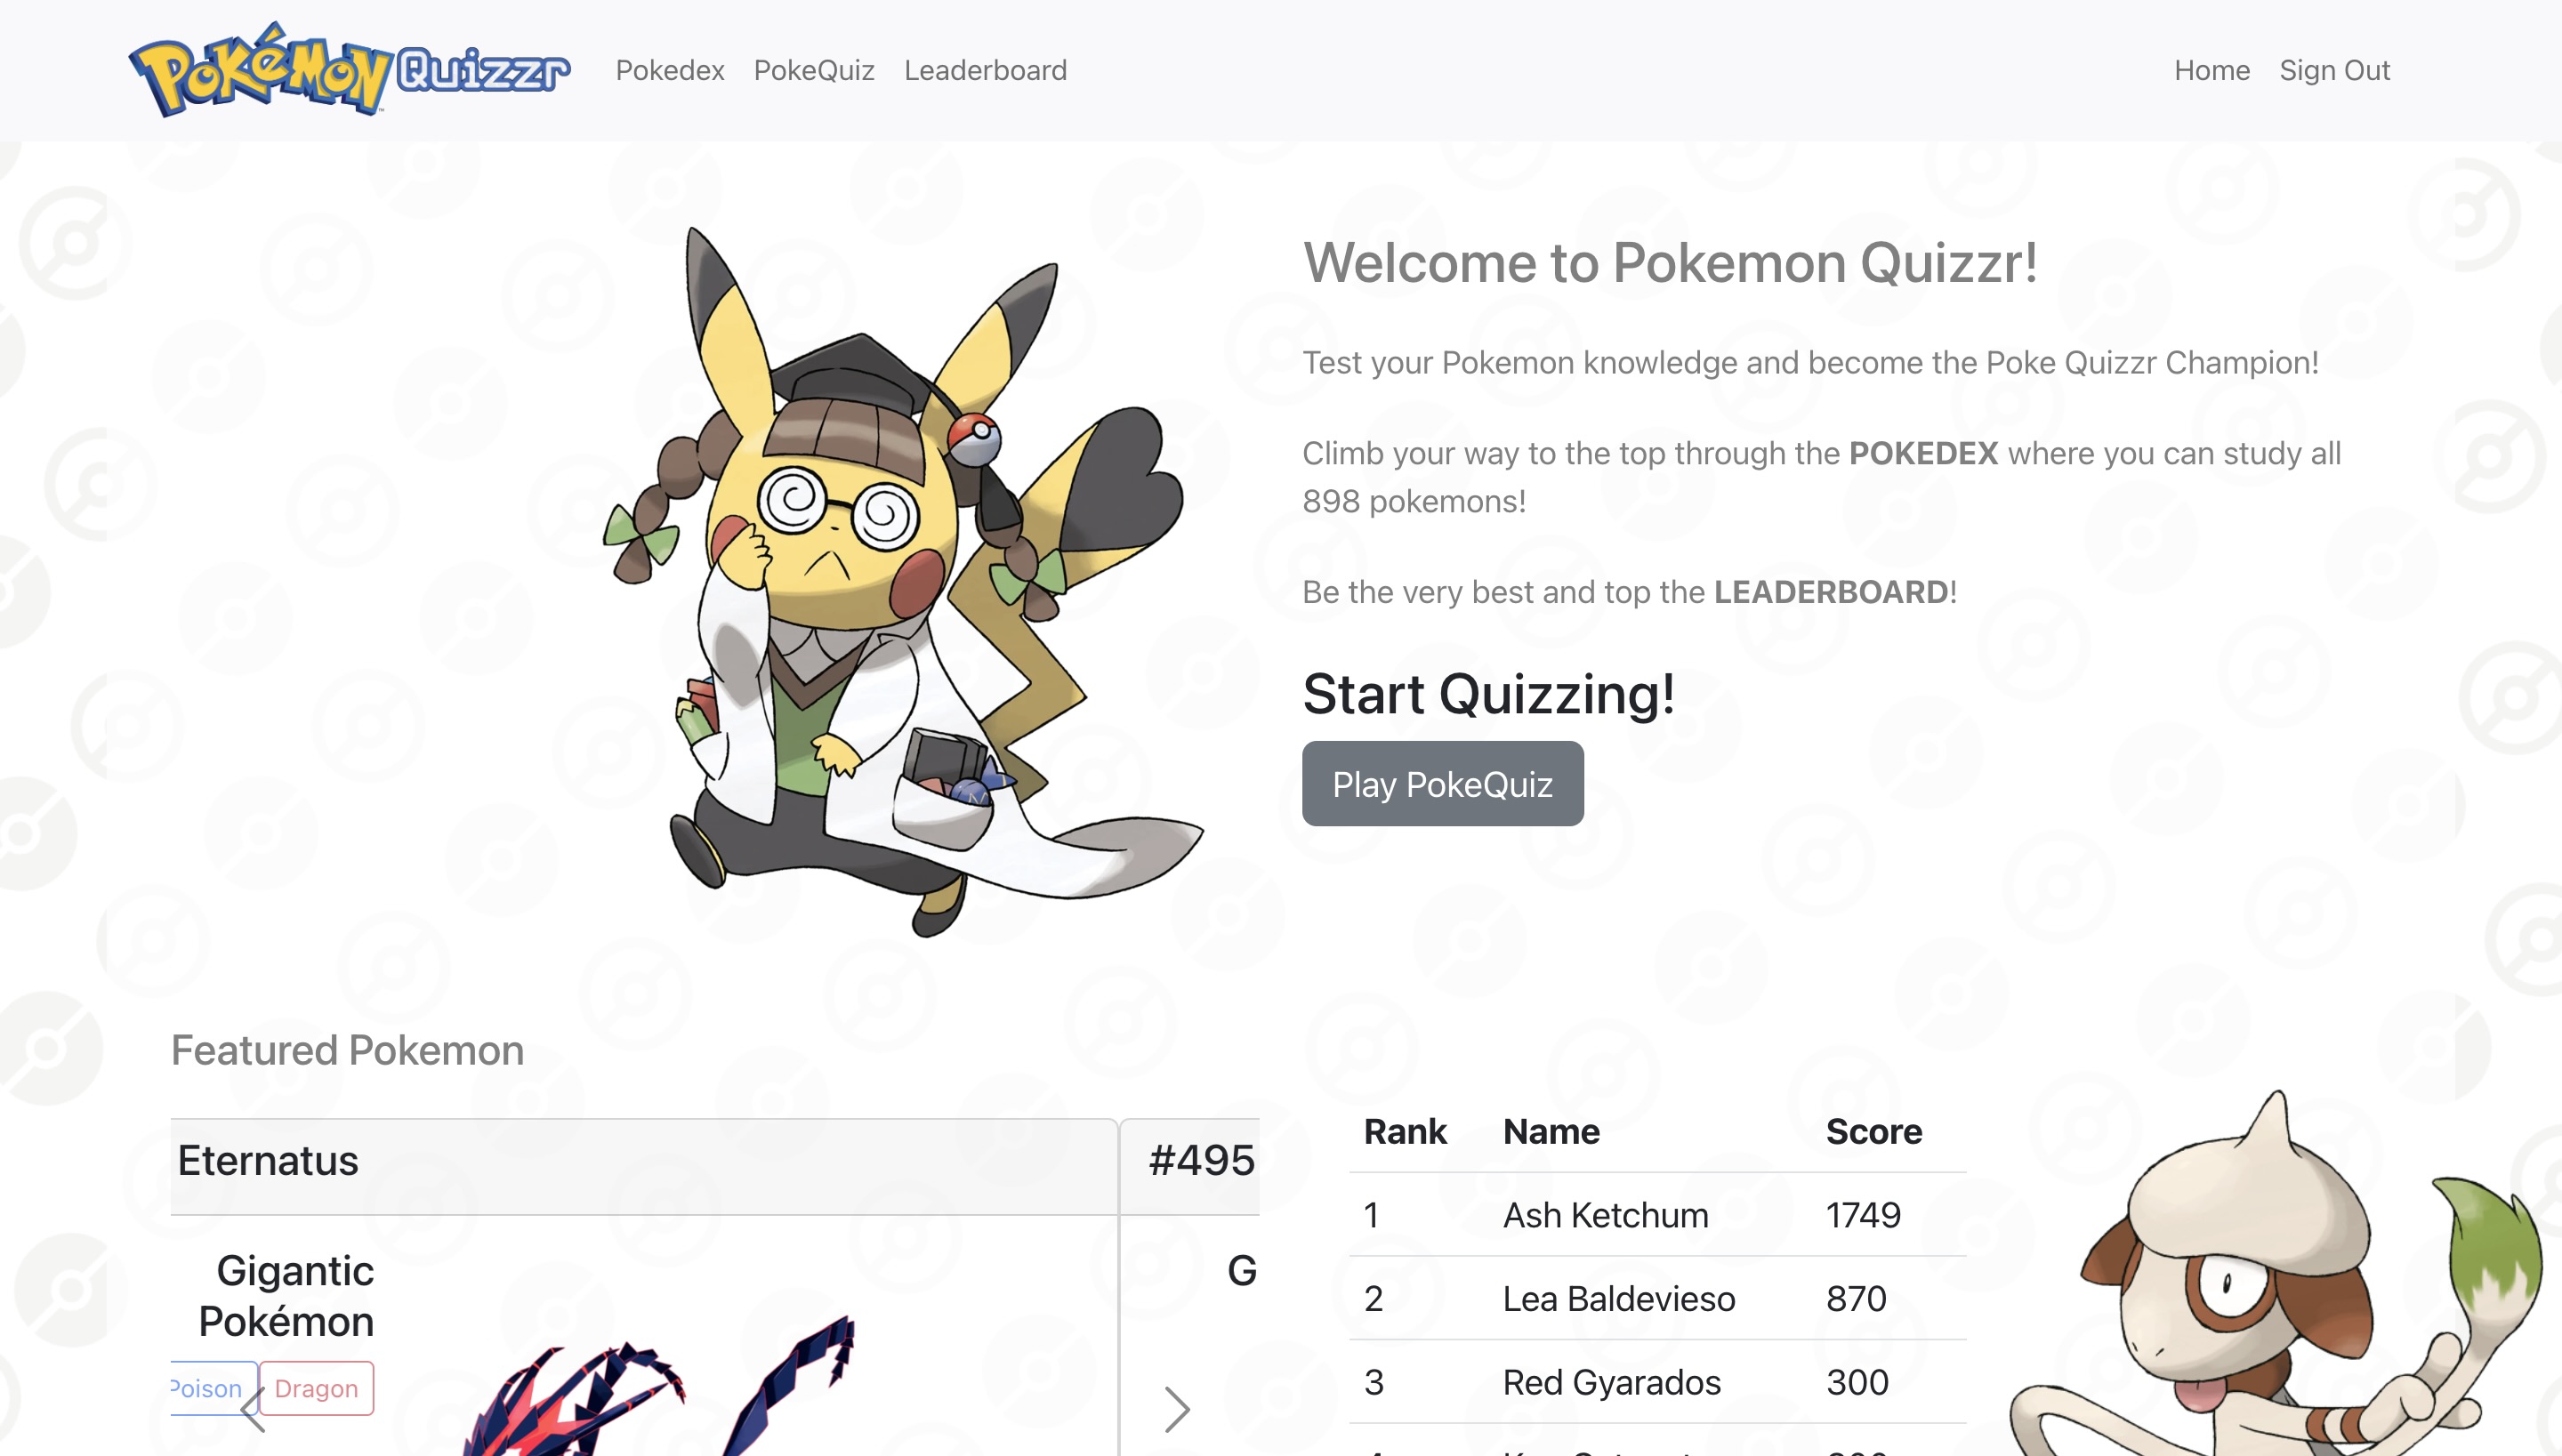 POKéMON Quizzr Pokedex PokeQuiz Leaderboard Home Sign Out
Welcome to Pokemon Quizzr!
Test your Pokemon knowledge and become the Poke Quizzr Champion!
Climb your way to the top through the POKEDEX where you can study all
898 pokemons!
Be the very best and top the LEADERBOARD!
Start Quizzing!
Play PokeQuiz
Featured Pokemon
Eternatus
#495
Gigantic
Pokémon
G
Poison Dragon
Rank Name Score
1 Ash Ketchum 1749
2 Lea Baldevieso 870
3 Red Gyarados 300